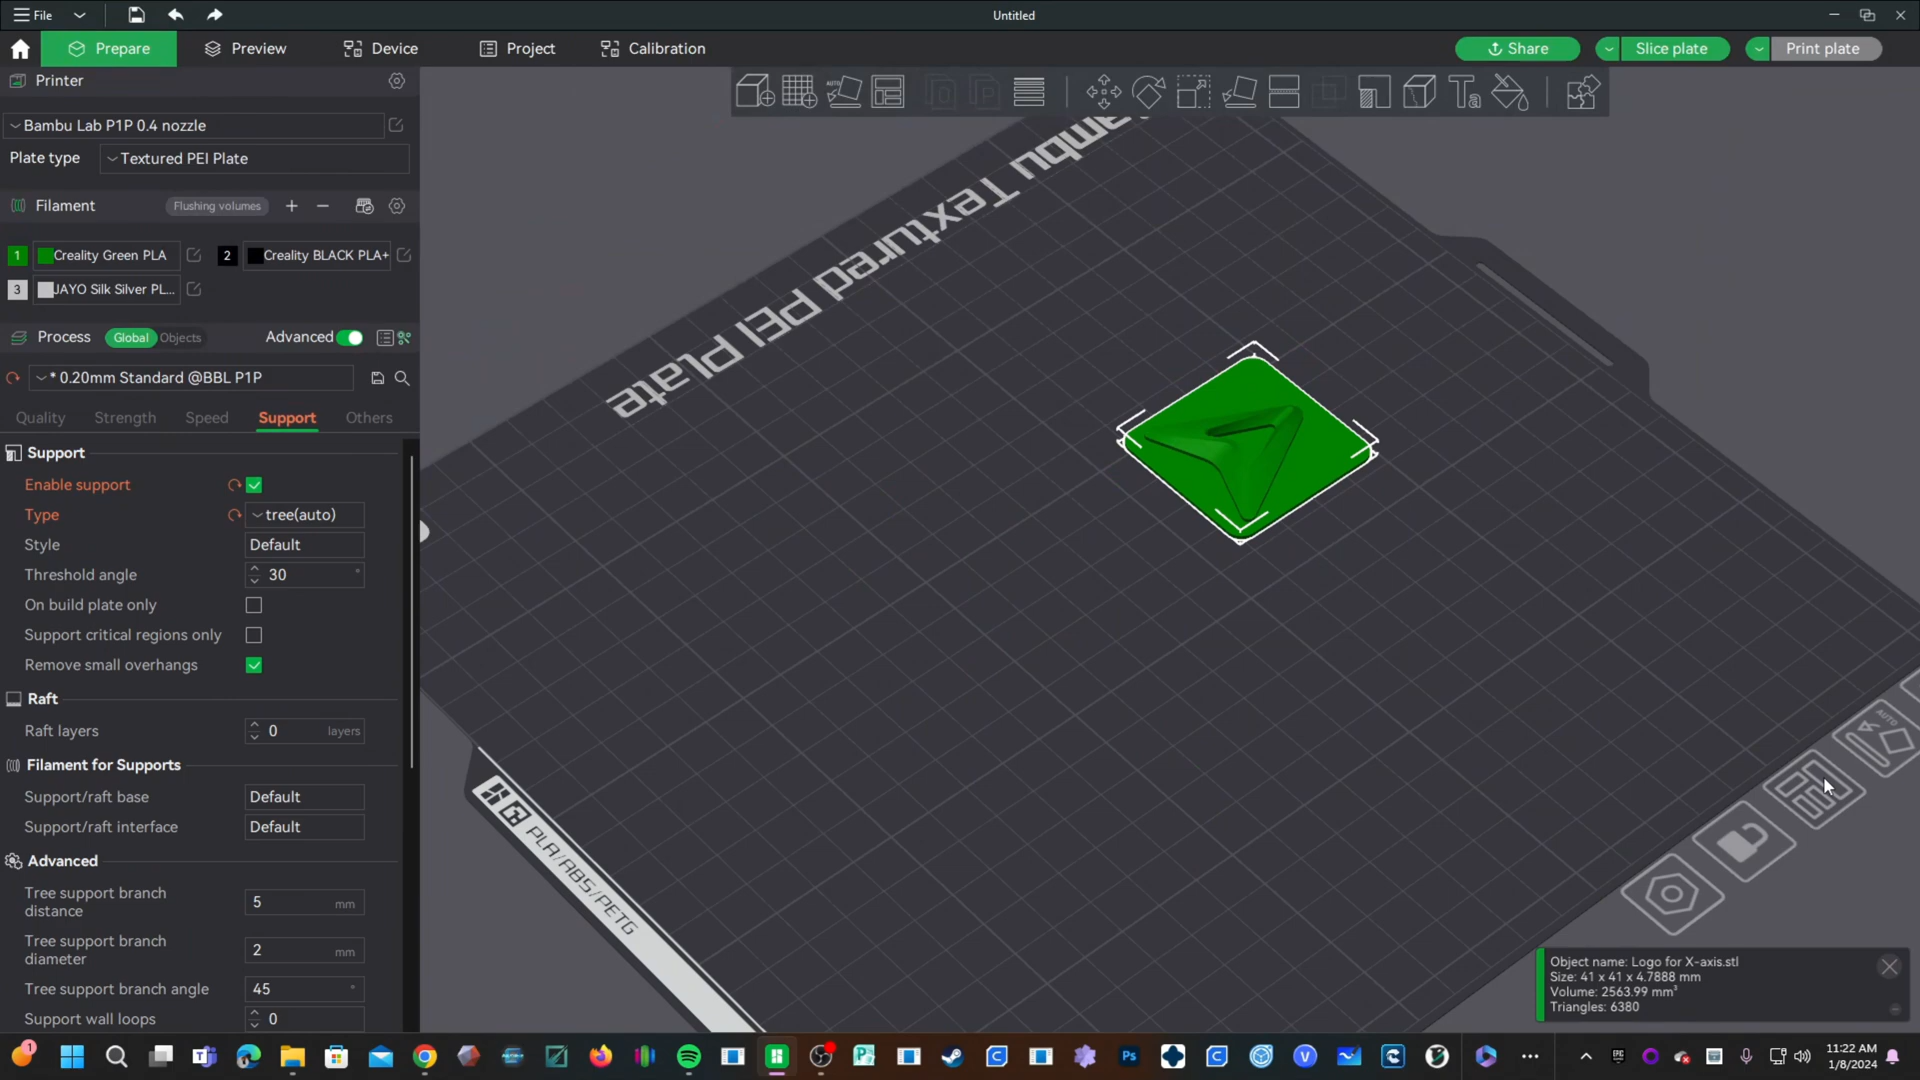 File
Untitled
Prepare
Preview
Device
Project
Calibration
Share
Slice plate
Print plate
Printer
Bambu Lab P1P 0.4 nozzle
Plate type
Textured PEI Plate
Filament
Flushing volumes
1 Creality Green PLA
2 Creality BLACK PLA+
3 JAYO Silk Silver PL...
Process
Global
Objects
Advanced
* 0.20mm Standard @BBL P1P
Quality
Strength
Speed
Support
Others
Support
Enable support
Type tree(auto)
Style Default
Threshold angle 30 °
On build plate only
Support critical regions only
Remove small overhangs
Raft
Raft layers 0 layers
Filament for Supports
Support/raft base Default
Support/raft interface Default
Advanced
Tree support branch
distance
5 mm
Tree support branch
diameter
2 mm
Tree support branch angle 45 °
Support wall loops 0
AUTO
Bambu Textured PEI Plate
PLA/ABS/PETG
AUTO
Object name: Logo for X-axis.stl
Size: 41 x 41 x 4.7888 mm
Volume: 2563.99 mm³
Triangles: 6380
1
Ps
11:22 AM
1/8/2024